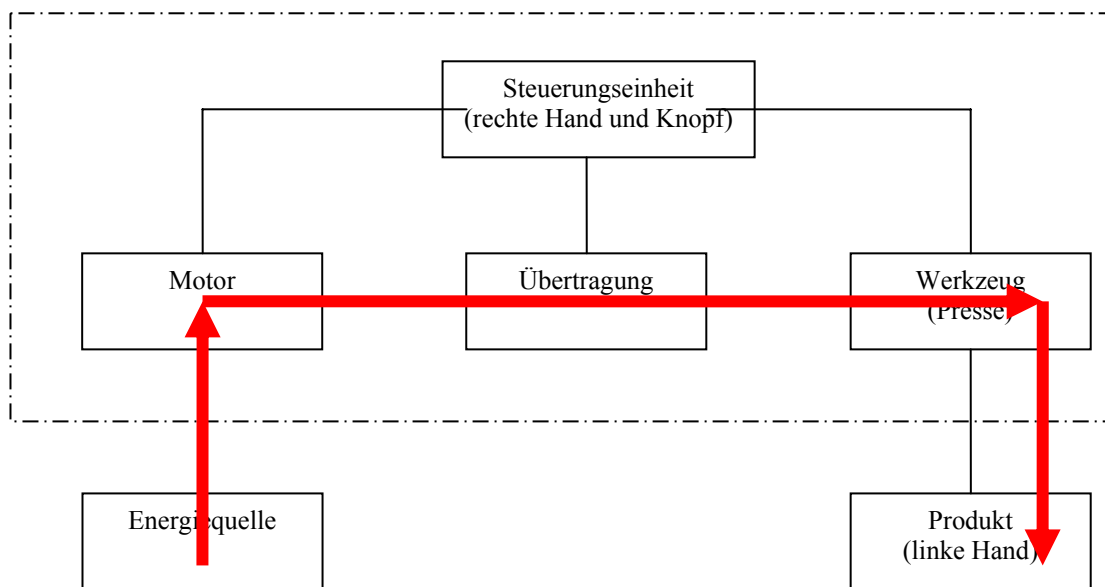 Steuerungseinheit
(rechte Hand und Knopf)
Motor
Übertragung
Werkzeug
(Presse)
Energiequelle
Produkt
(linke Hand)